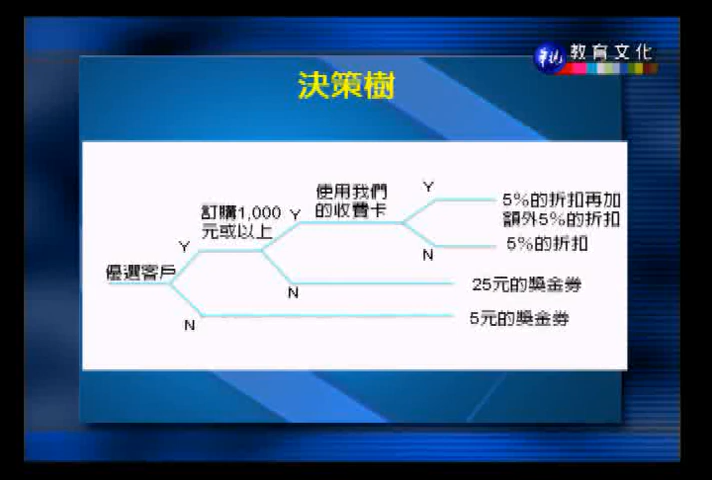 華視 教育文化
決策樹
使用我們
的收費卡
Y
5%的折扣再加
額外5%的折扣
訂購1,000
元或以上
Y
N
5%的折扣
Y
優選客戶
N
25元的獎金券
N
5元的獎金券